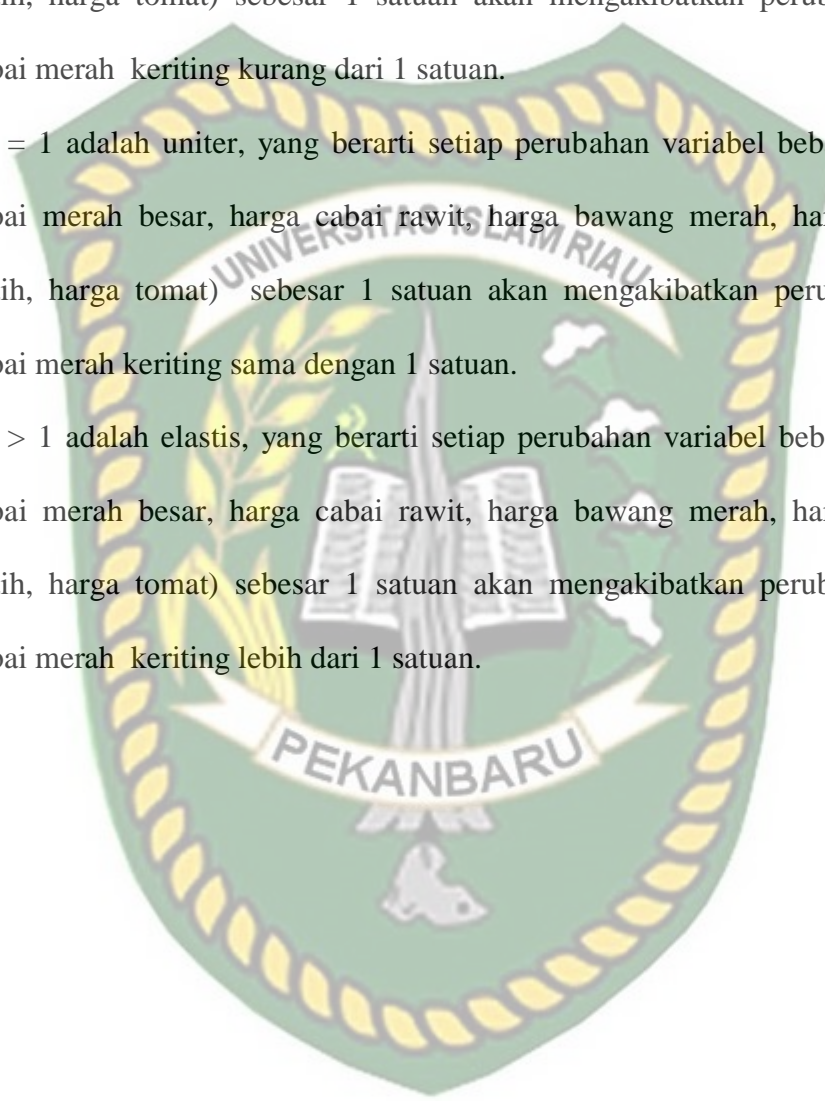 ih, harga tomat) sebesar 1 satuan akan mengakibatkan perub
bai merah keriting kurang dari 1 satuan.
= 1 adalah uniter, yang berarti setiap perubahan variabel beb
bai merah besar, harga cabai rawit, harga bawang merah, har
ih, harga tomat) sebesar 1 satuan akan mengakibatkan peru
bai merah keriting sama dengan 1 satuan.
> 1 adalah elastis, yang berarti setiap perubahan variabel beb
bai merah besar, harga cabai rawit, harga bawang merah, har
ih, harga tomat) sebesar 1 satuan akan mengakibatkan perub
bai merah keriting lebih dari 1 satuan.
UNIVERSITAS ISLAM RIAU
PEKANBARU